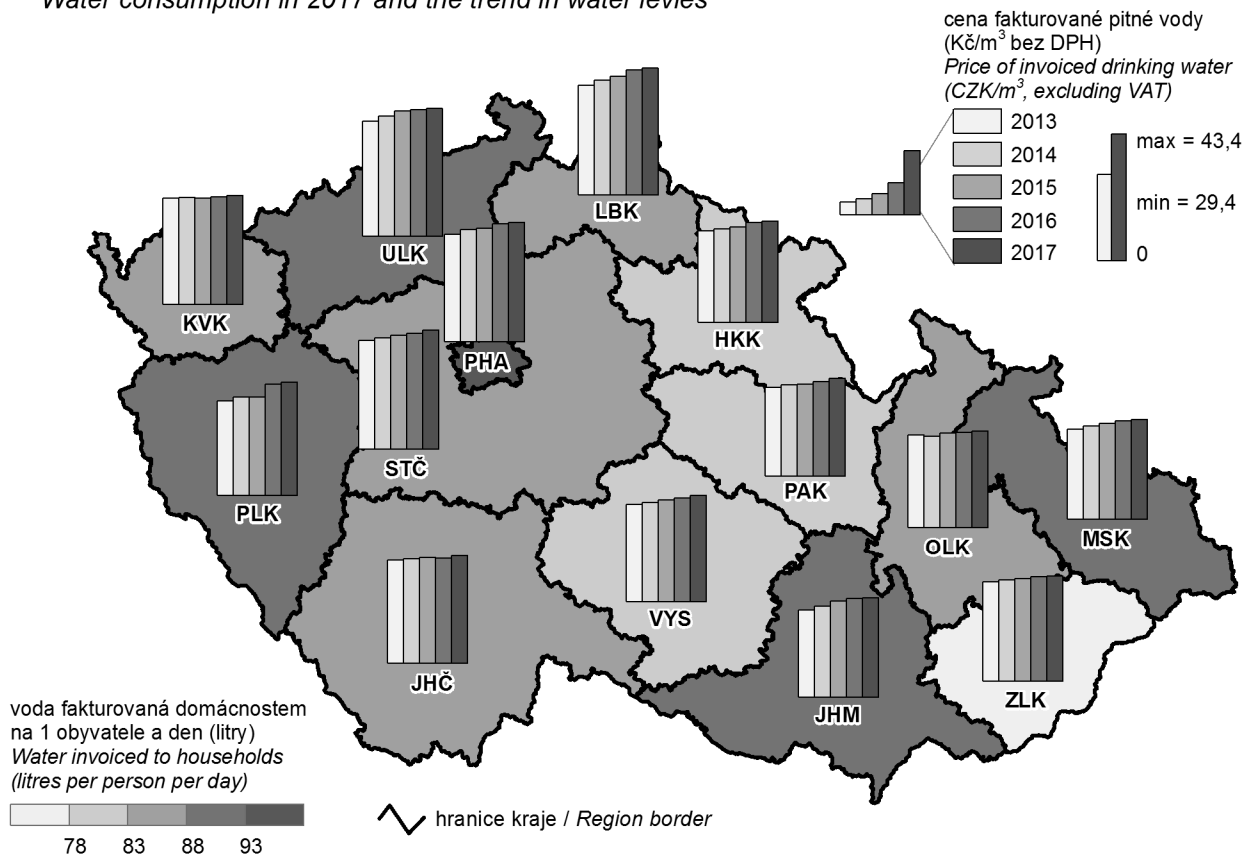 Water consumption in 2017 and the trend in water levies
cena fakturované pitné vody
(Kč/m³ bez DPH)
Price of invoiced drinking water
(CZK/m³, excluding VAT)
2013
2014
2015
2016
2017
max = 43,4
min = 29,4
0
LBK
ULK
KVK
HKK
PHA
STČ
PAK
PLK
OLK
MSK
VYS
JHČ
ZLK
JHM
voda fakturovaná domácnostem
na 1 obyvatele a den (litry)
Water invoiced to households
(litres per person per day)
78 83 88 93
hranice kraje / Region border